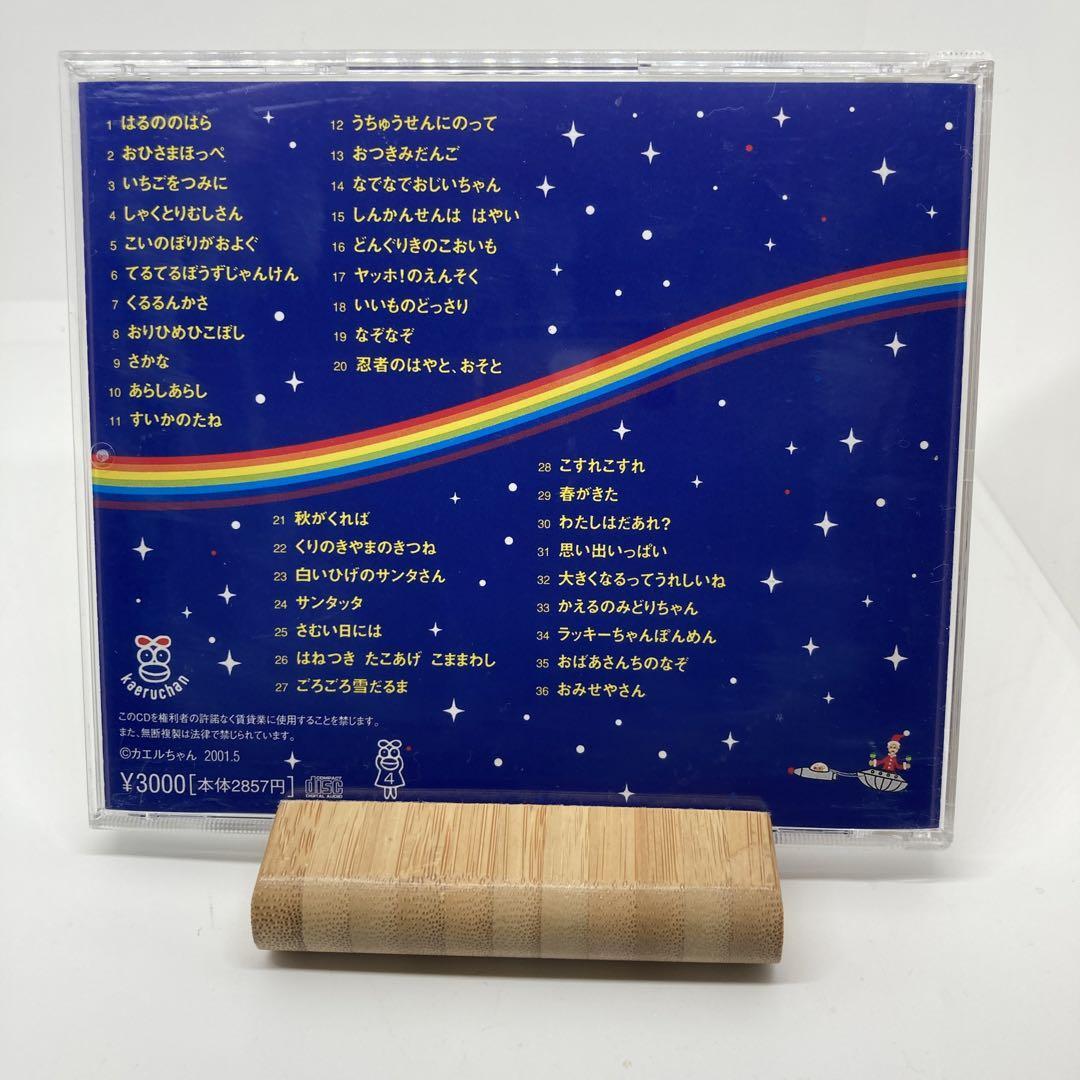 1 はるののはら
2 おひさまほっぺ
3 いちごをつみに
4 しゃくとりむしさん
5 こいのぼりがおよぐ
6 てるてるぼうずじゃんけん
7 くるるんかさ
8 おりひめひこぼし
9 さかな
10 あらしあらし
11 すいかのたね
12 うちゅうせんにのって
13 おつきみだんご
14 なでなでおじいちゃん
15 しんかんせんは はやい
16 どんぐりきのこおいも
17 ヤッホ!のえんそく
18 いいものどっさり
19 なぞなぞ
20 忍者のはやと、おそと
21 秋がくれば
22 くりのきやまのきつね
23 白いひげのサンタさん
24 サンタッタ
25 さむい日には
26 はねつき たこあげ こままわし
27 ごろごろ雪だるま
28 こすれこすれ
29 春がきた
30 わたしはだあれ?
31 思い出いっぱい
32 大きくなるってうれしいね
33 かえるのみどりちゃん
34 ラッキーちゃんぽんめん
35 おばあさんちのなぞ
36 おみせやさん
kaeruchan
このCDを権利者の許諾なく賃貸業に使用することを禁じます。
また、無断複製は法律で禁じられています。
©カエルちゃん 2001.5
¥3000[本体2857円]
COMPACT
disc
DIGITAL AUDIO
4